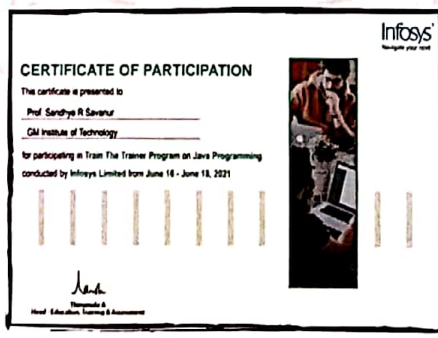 Infosys
Navigate your next
CERTIFICATE OF PARTICIPATION
This certificate is presented to
Prof Sandhya R Savanur
GM Institute of Technology
for participating in Train The Trainer Program on Java Programming
conducted by Infosys Limited from June 16 - June 18, 2021
Thirumala A
Head - Education, Training & Assessment